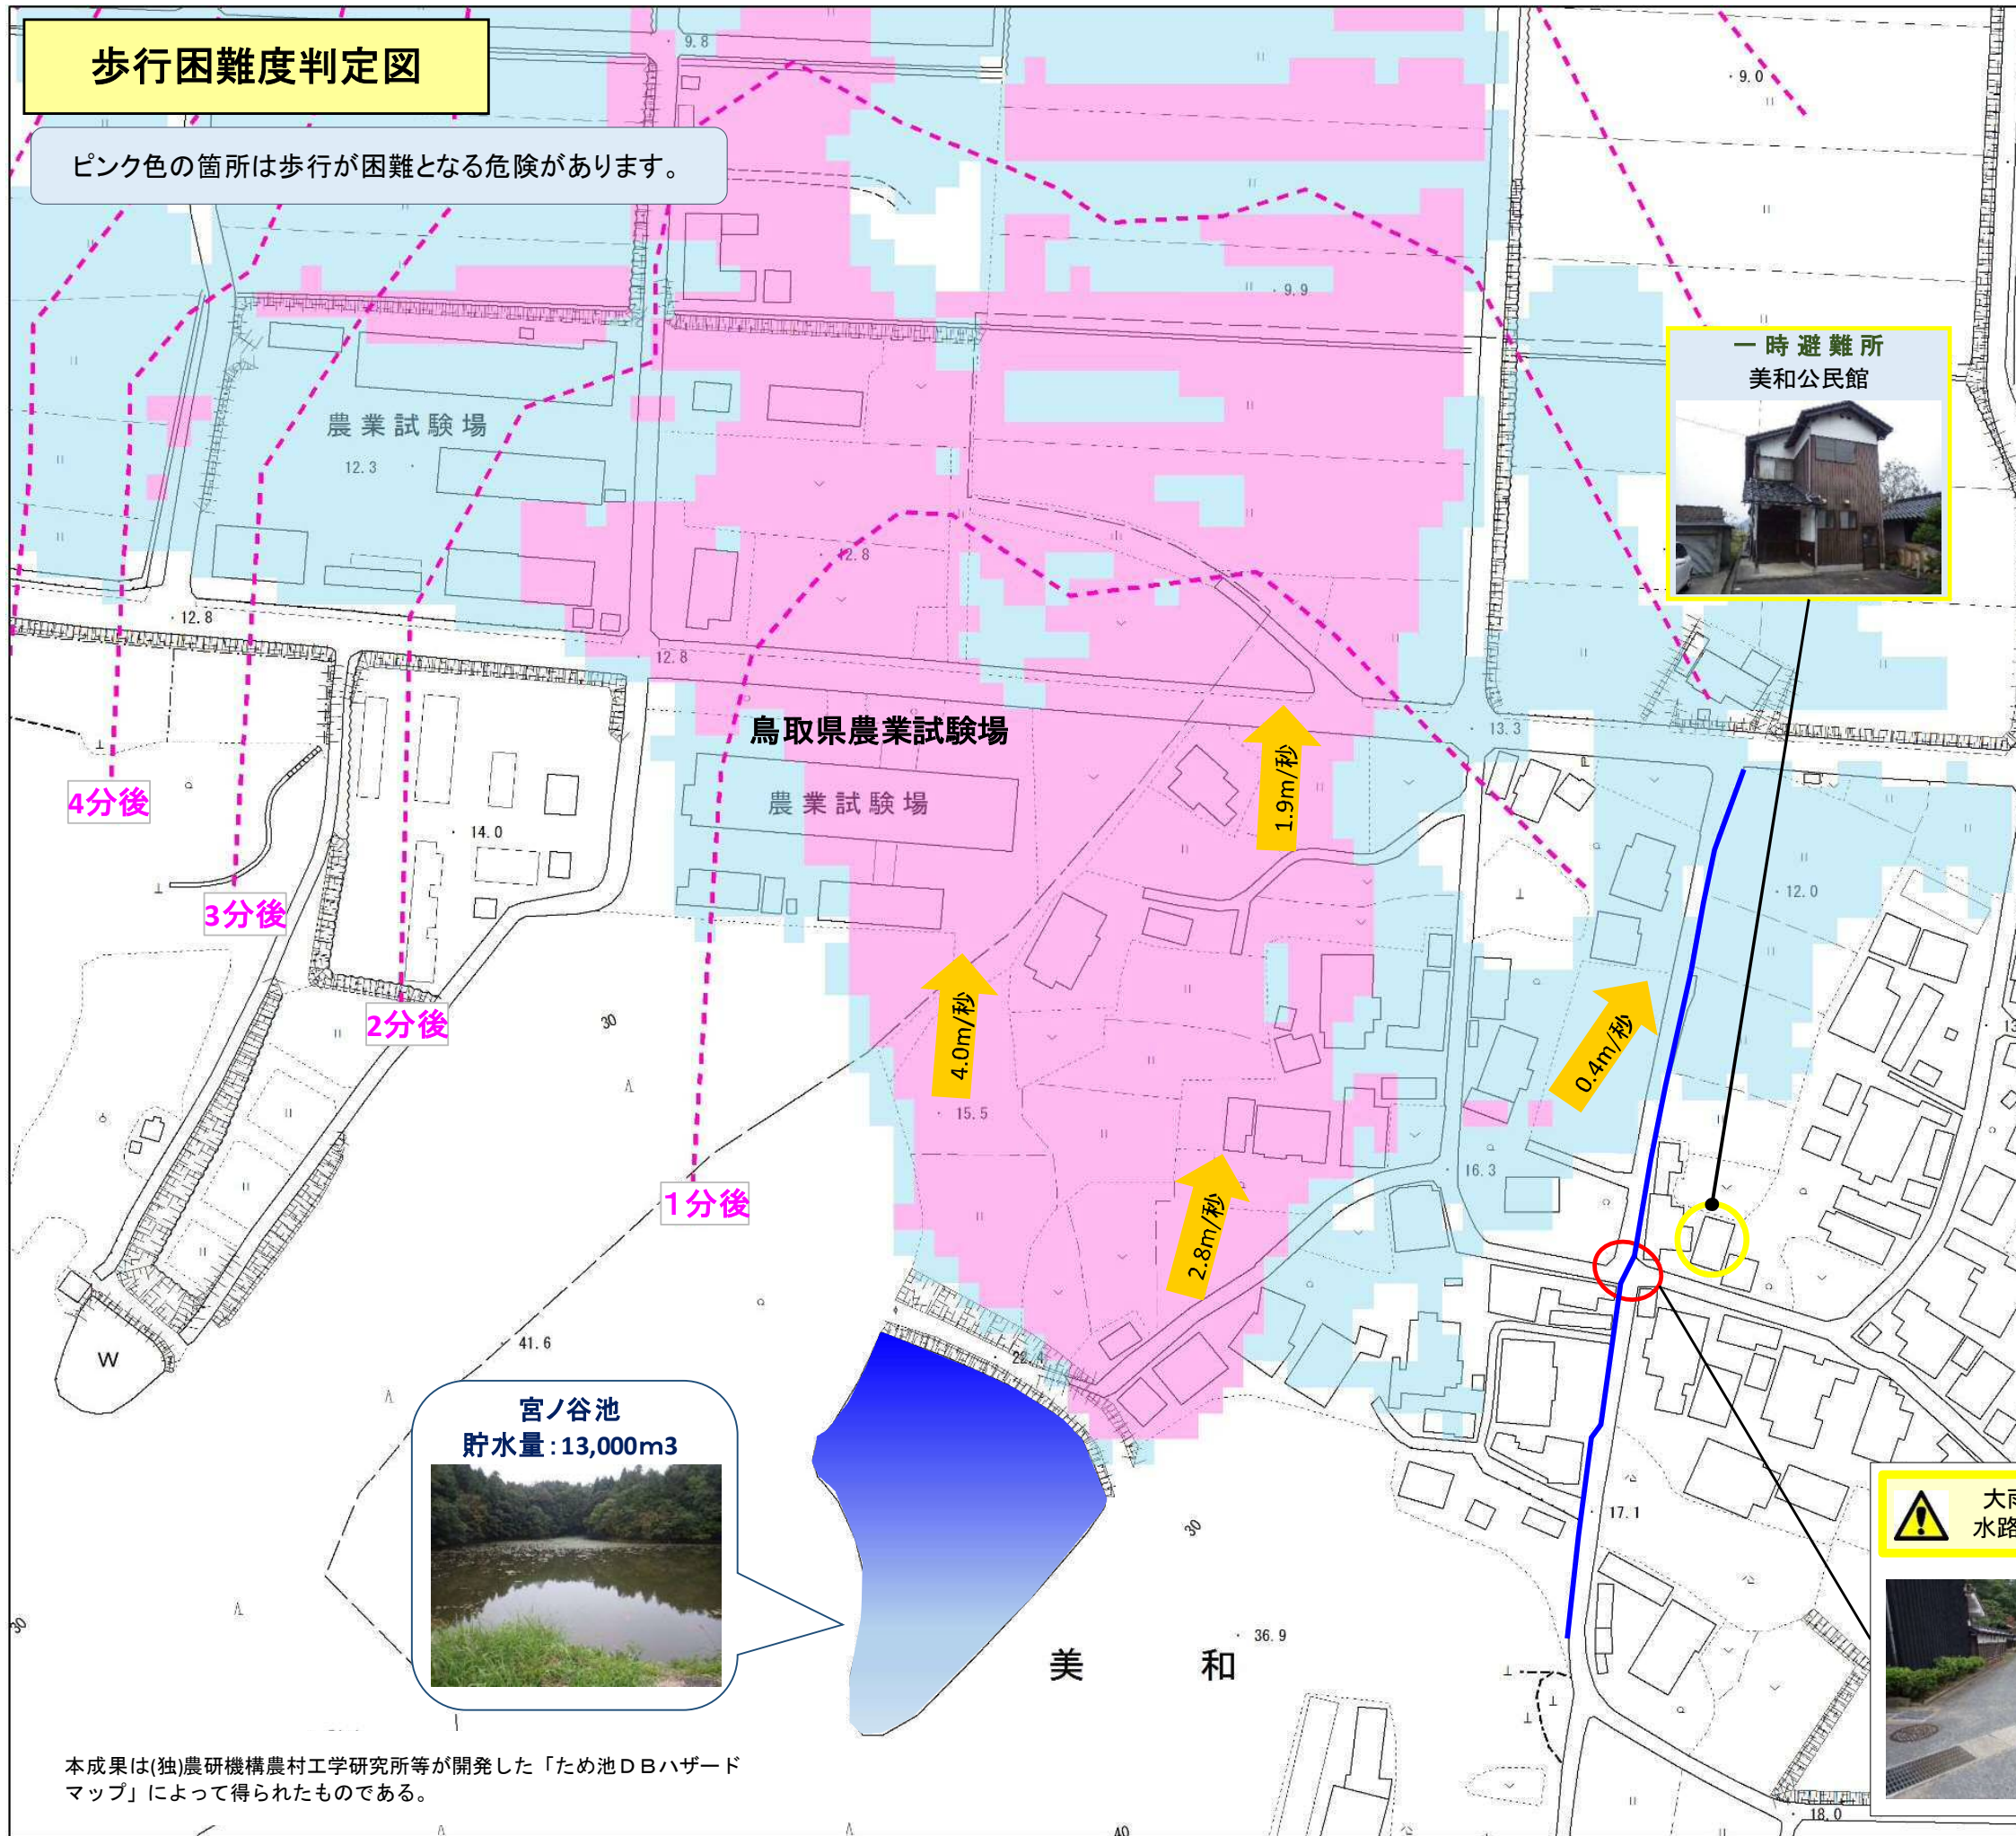 歩行困難度判定図
ピンク色の箇所は歩行が困難となる危険があります。
9.8
9.0
9.9
一時避難所
美和公民館
農業試験場
12.3
12.8
12.8
12.8
鳥取県農業試験場
農業試験場
13.3
1.9m/秒
4分後
14.0
12.0
3分後
2分後
30
4.0m/秒
0.4m/秒
13
15.5
16.3
1分後
2.8m/秒
41.6
22.4
W
宮ノ谷池
貯水量:13,000m3
30
17.1
大雨
水路
30
36.9
美和
本成果は(独)農研機構農村工学研究所等が開発した「ため池DBハザード
マップ」によって得られたものである。
18.0
40